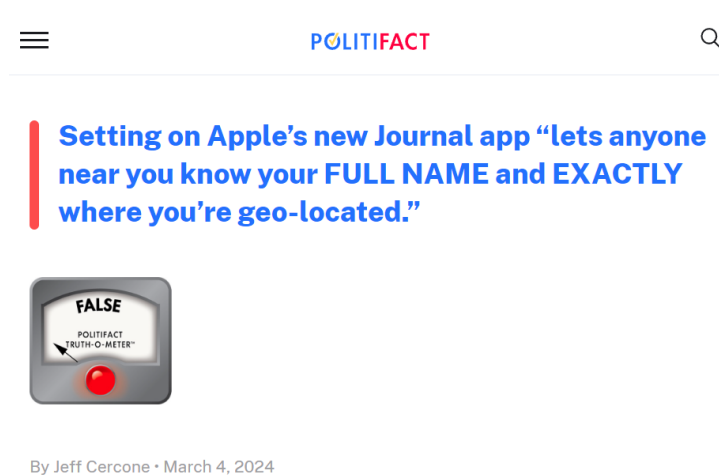 POLITIFACT
Setting on Apple’s new Journal app “lets anyone
near you know your FULL NAME and EXACTLY
where you’re geo-located.”
FALSE
POLITIFACT
TRUTH-O-METER™
By Jeff Cercone • March 4, 2024